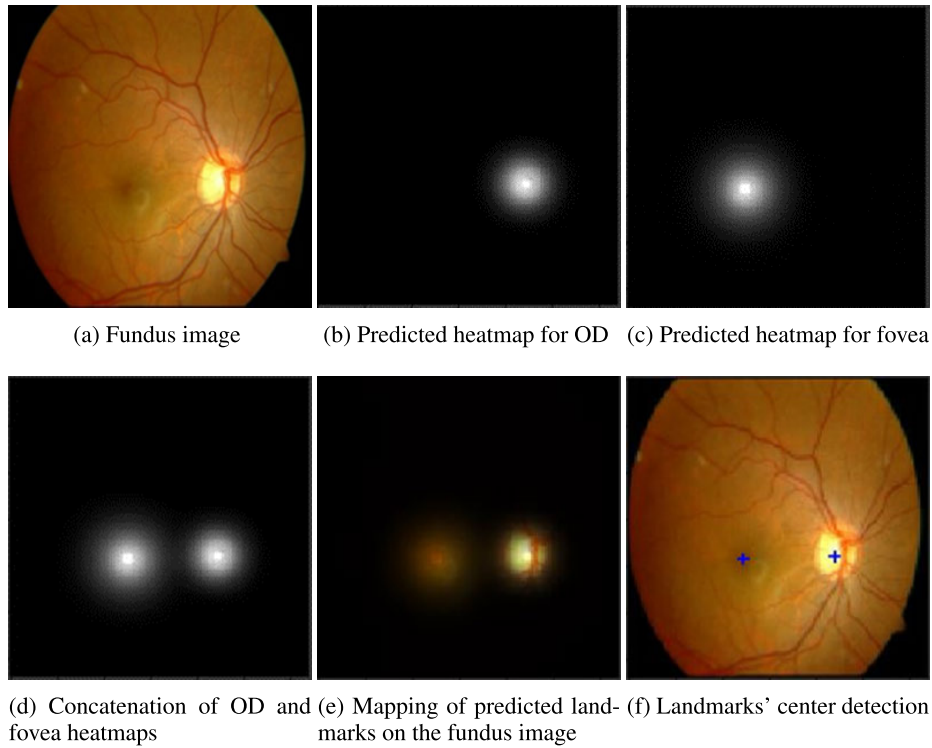 (a) Fundus image
(b) Predicted heatmap for OD
(c) Predicted heatmap for fovea
(d) Concatenation of OD and
fovea heatmaps
(e) Mapping of predicted land-
marks on the fundus image
(f) Landmarks' center detection